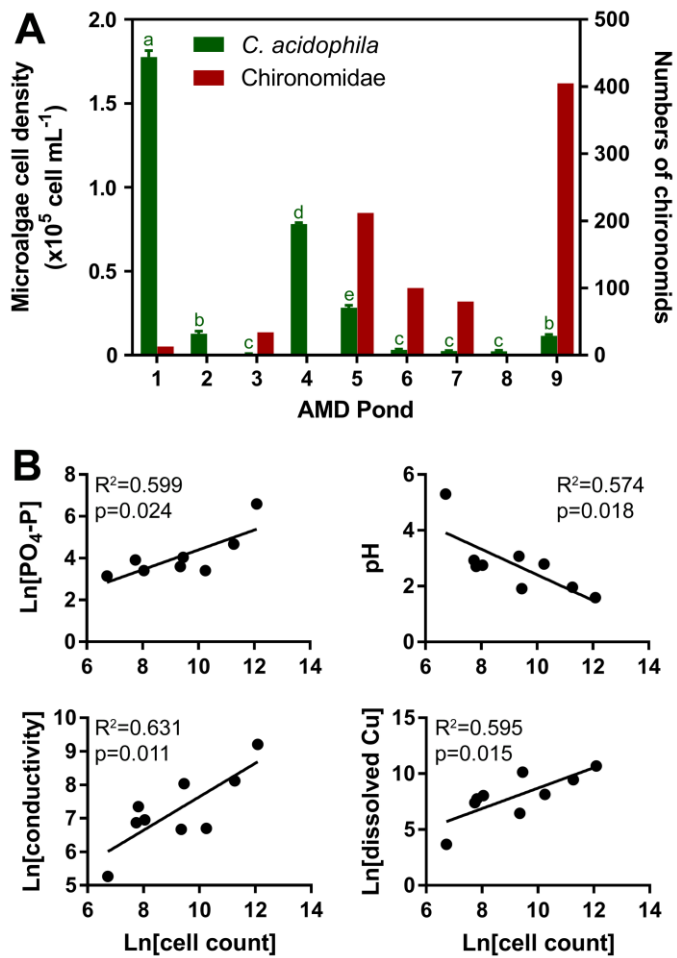 A
Microalgae cell density
(x10⁵ cell mL⁻¹)
2.0
1.5
1.0
0.5
0
500
400
300
200
100
0
Numbers of chironomids
C. acidophila
Chironomidae
a
b
c
d
e
c
c
c
b
1 2 3 4 5 6 7 8 9
AMD Pond
B
Ln[PO₄-P]
8
6
4
2
0
R²=0.599
p=0.024
6 8 10 12 14
pH
6
4
2
0
R²=0.574
p=0.018
6 8 10 12 14
Ln[conductivity]
10
9
8
7
6
5
R²=0.631
p=0.011
6 8 10 12 14
Ln[cell count]
Ln[dissolved Cu]
15
10
5
0
R²=0.595
p=0.015
6 8 10 12 14
Ln[cell count]